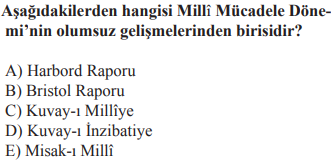 Aşağıdakilerden hangisi Millî Mücadele Döne-
mi’nin olumsuz gelişmelerinden birisidir?
A) Harbord Raporu
B) Bristol Raporu
C) Kuvay-ı Millîye
D) Kuvay-ı İnzibatiye
E) Misak-ı Millî